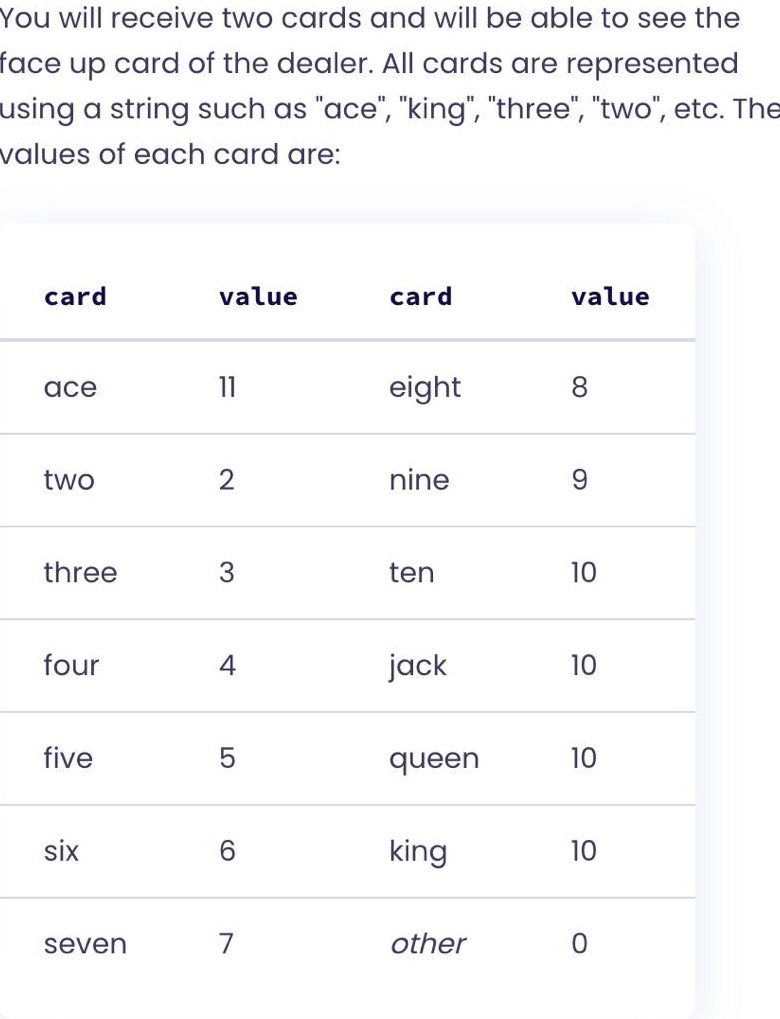 You will receive two cards and will be able to see the
face up card of the dealer. All cards are represented
using a string such as "ace", "king", "three", "two", etc. The
values of each card are:
card value card value
ace 11 eight 8
two 2 nine 9
three 3 ten 10
four 4 jack 10
five 5 queen 10
six 6 king 10
seven 7 other 0